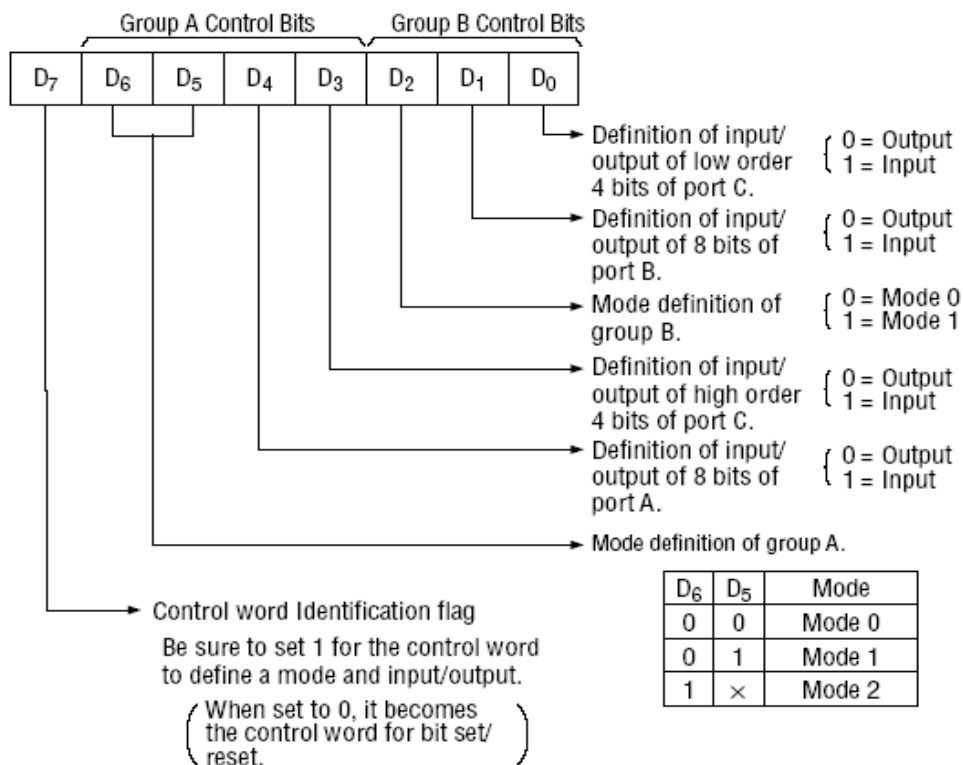 Group A Control Bits Group B Control Bits
D7 D6 D5 D4 D3 D2 D1 D0
Definition of input/
output of low order
4 bits of port C.
0 = Output
1 = Input
Definition of input/
output of 8 bits of
port B.
0 = Output
1 = Input
Mode definition of
group B.
0 = Mode 0
1 = Mode 1
Definition of input/
output of high order
4 bits of port C.
0 = Output
1 = Input
Definition of input/
output of 8 bits of
port A.
0 = Output
1 = Input
Mode definition of group A.
D6 D5 Mode
0 0 Mode 0
0 1 Mode 1
1 × Mode 2
Control word Identification flag
Be sure to set 1 for the control word
to define a mode and input/output.
(When set to 0, it becomes
the control word for bit set/
reset.)